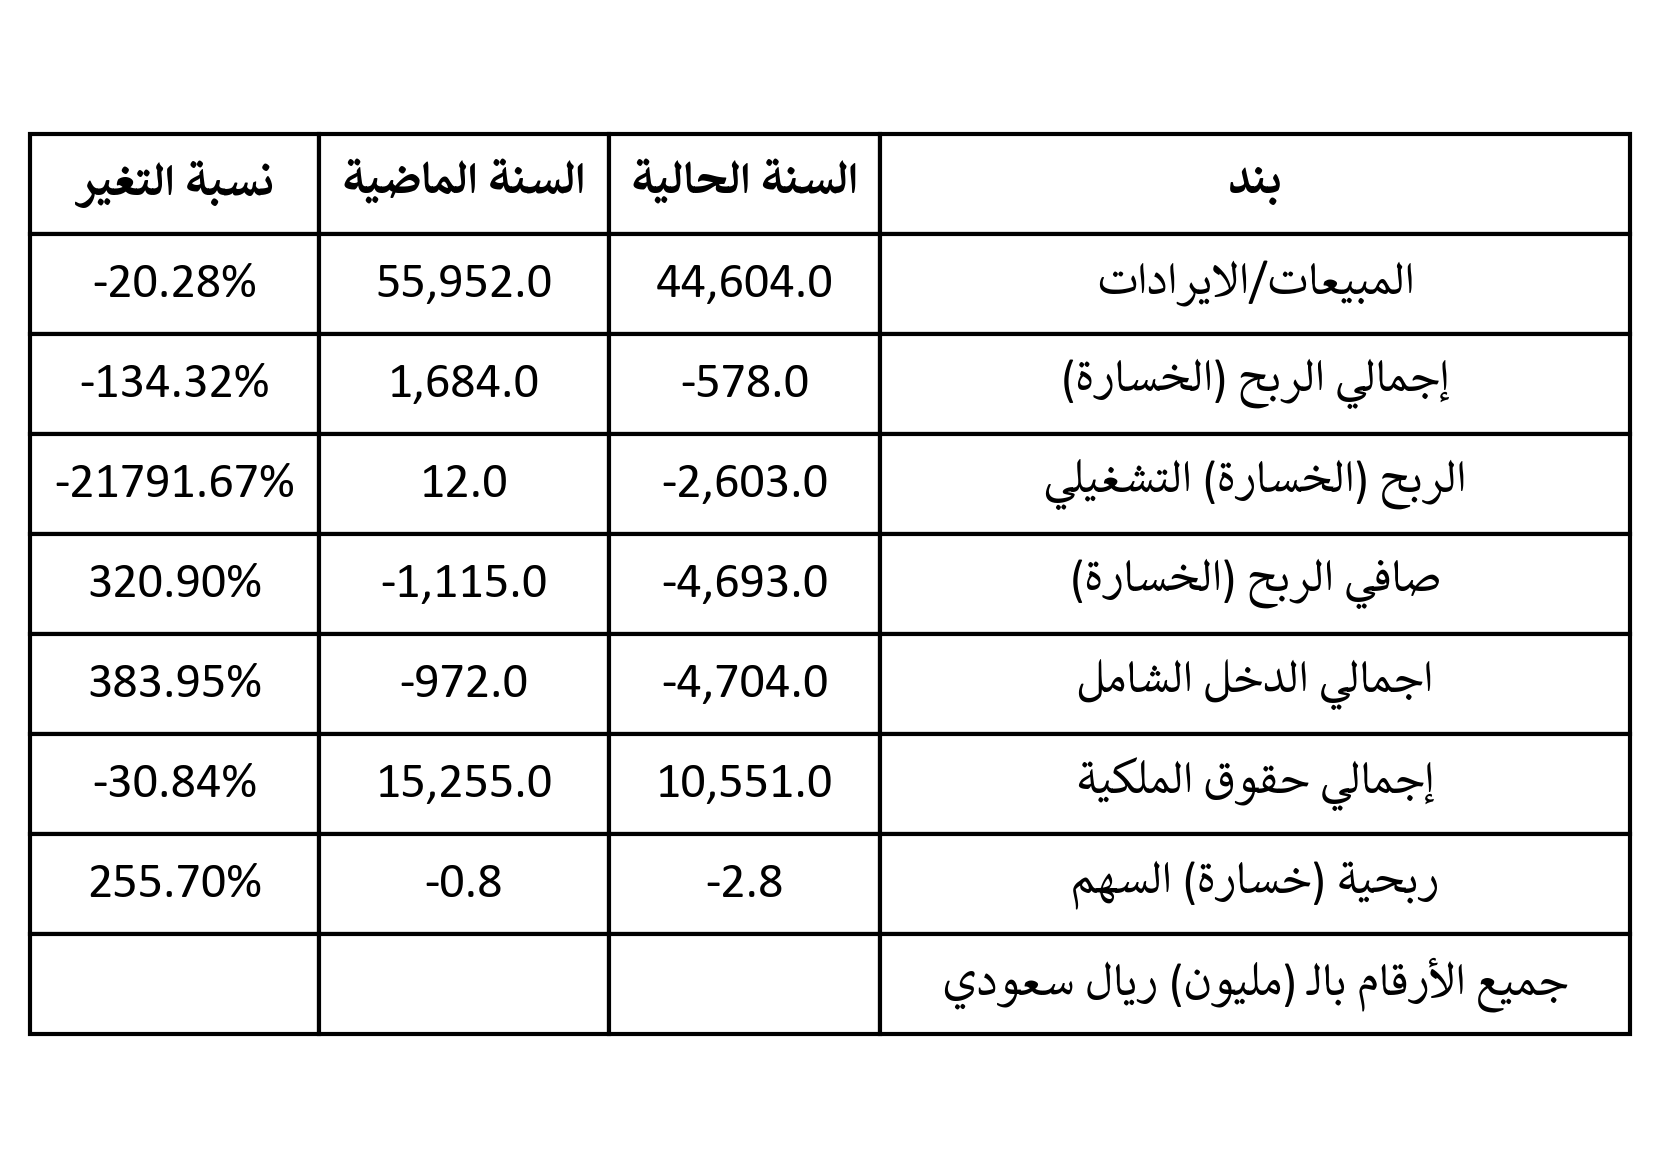 بند السنة الحالية السنة الماضية نسبة التغير
المبيعات/الايرادات 44,604.0 55,952.0 -20.28%
إجمالي الربح (الخسارة) -578.0 1,684.0 -134.32%
الربح (الخسارة) التشغيلي -2,603.0 12.0 -21791.67%
صافي الربح (الخسارة) -4,693.0 -1,115.0 320.90%
اجمالي الدخل الشامل -4,704.0 -972.0 383.95%
إجمالي حقوق الملكية 10,551.0 15,255.0 -30.84%
ربحية (خسارة) السهم -2.8 -0.8 255.70%
جميع الأرقام بالـ (مليون) ريال سعودي